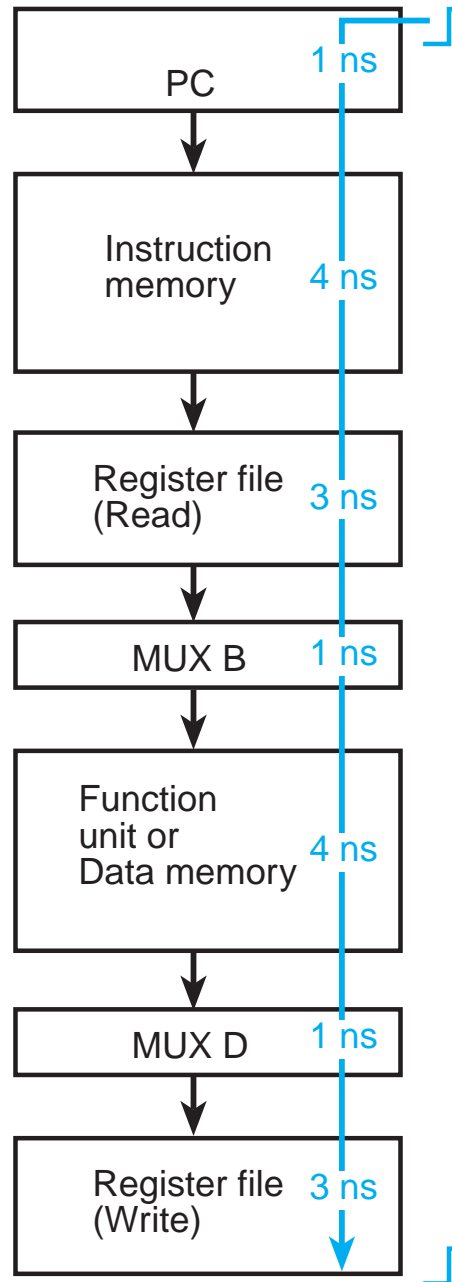 1 ns
PC
Instruction
memory
4 ns
Register file
(Read)
3 ns
MUX B
1 ns
Function
unit or
Data memory
4 ns
MUX D
1 ns
Register file
(Write)
3 ns